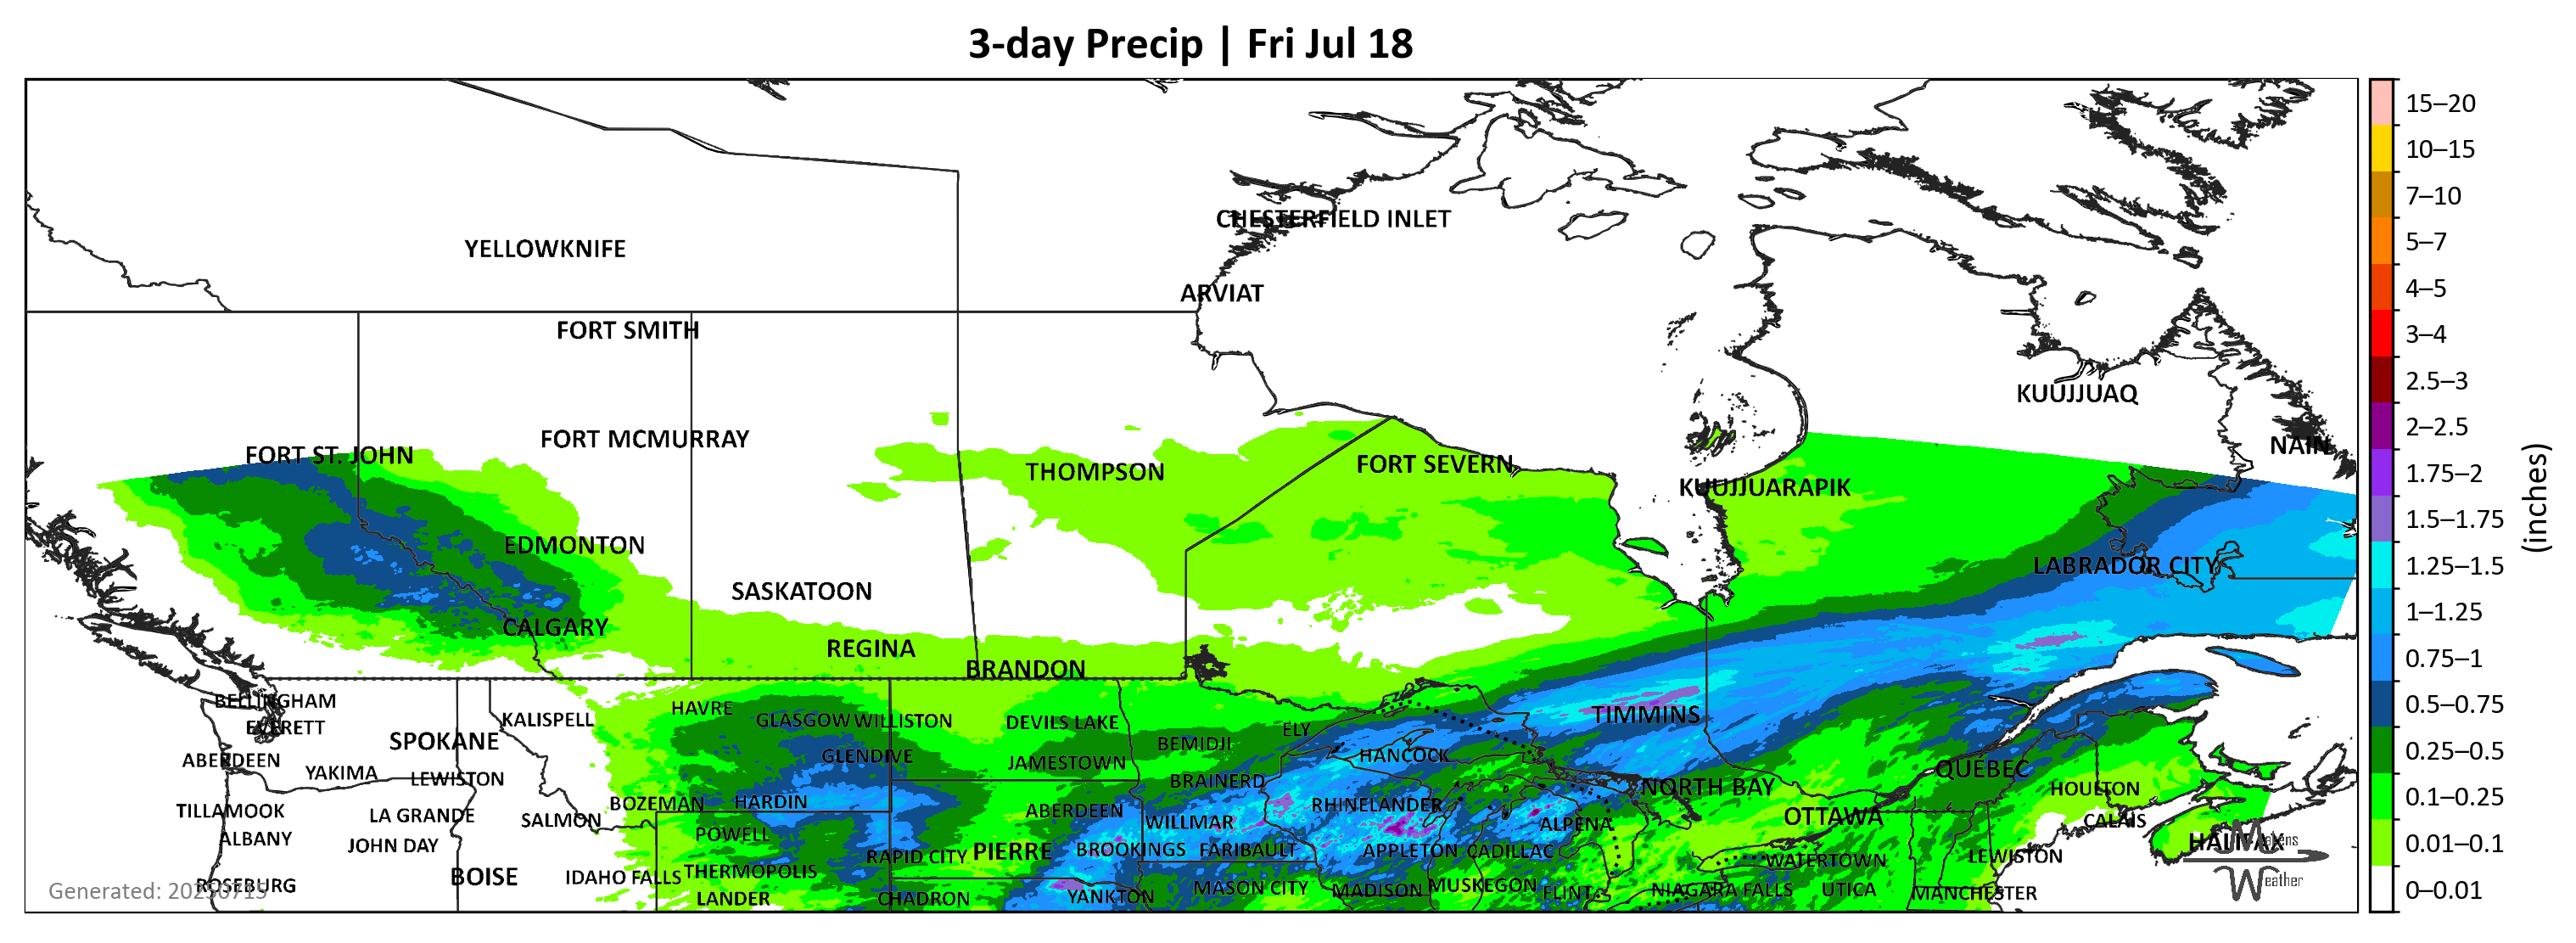 3-day Precip | Fri Jul 18
15–20
10–15
7–10
5–7
4–5
3–4
2.5–3
2–2.5
1.75–2
1.5–1.75
1.25–1.5
1–1.25
0.75–1
0.5–0.75
0.25–0.5
0.1–0.25
0.01–0.1
0–0.01
(inches)
CHESTERFIELD INLET
YELLOWKNIFE
ARVIAT
FORT SMITH
KUUJJUAQ
FORT MCMURRAY
NAIN
FORT ST. JOHN
FORT SEVERN
THOMPSON
KUUJJUARAPIK
EDMONTON
LABRADOR CITY
SASKATOON
CALGARY
REGINA
BRANDON
BELLINGHAM
HAVRE
TIMMINS
KALISPELL
GLASGOW
WILLISTON
DEVILS LAKE
EVERETT
ELY
SPOKANE
BEMIDJI
GLENDIVE
HANCOCK
ABERDEEN
JAMESTOWN
QUEBEC
YAKIMA
LEWISTON
BRAINERD
NORTH BAY
HOULTON
BOZEMAN
HARDIN
RHINELANDER
TILLAMOOK
LA GRANDE
ABERDEEN
OTTAWA
SALMON
WILLMAR
ALPENA
CALAIS
ALBANY
POWELL
HALIFAX
JOHN DAY
RAPID CITY
PIERRE
BROOKINGS
FARIBAULT
APPLETON
CADILLAC
WATERTOWN
LEWISTON
BOISE
IDAHO FALLS
THERMOPOLIS
ROSEBURG
MASON CITY
MADISON
MUSKEGON
FLINT
NIAGARA FALLS
UTICA
MANCHESTER
LANDER
CHADRON
YANKTON
Generated: 20250715
Weather